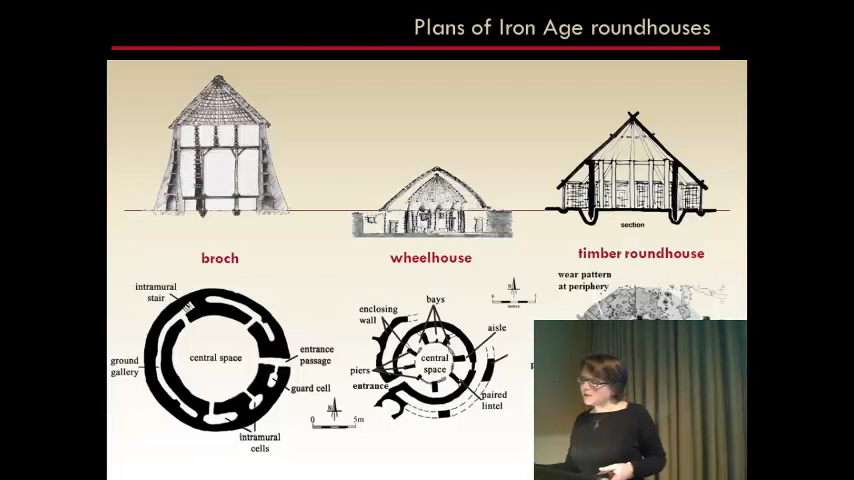 Plans of Iron Age roundhouses
section
broch
wheelhouse
timber roundhouse
intramural
stair
central space
ground
gallery
entrance
passage
guard cell
intramural
cells
N
0
5m
bays
enclosing
wall
aisle
central
space
piers
entrance
paired
lintel
wear pattern
at periphery